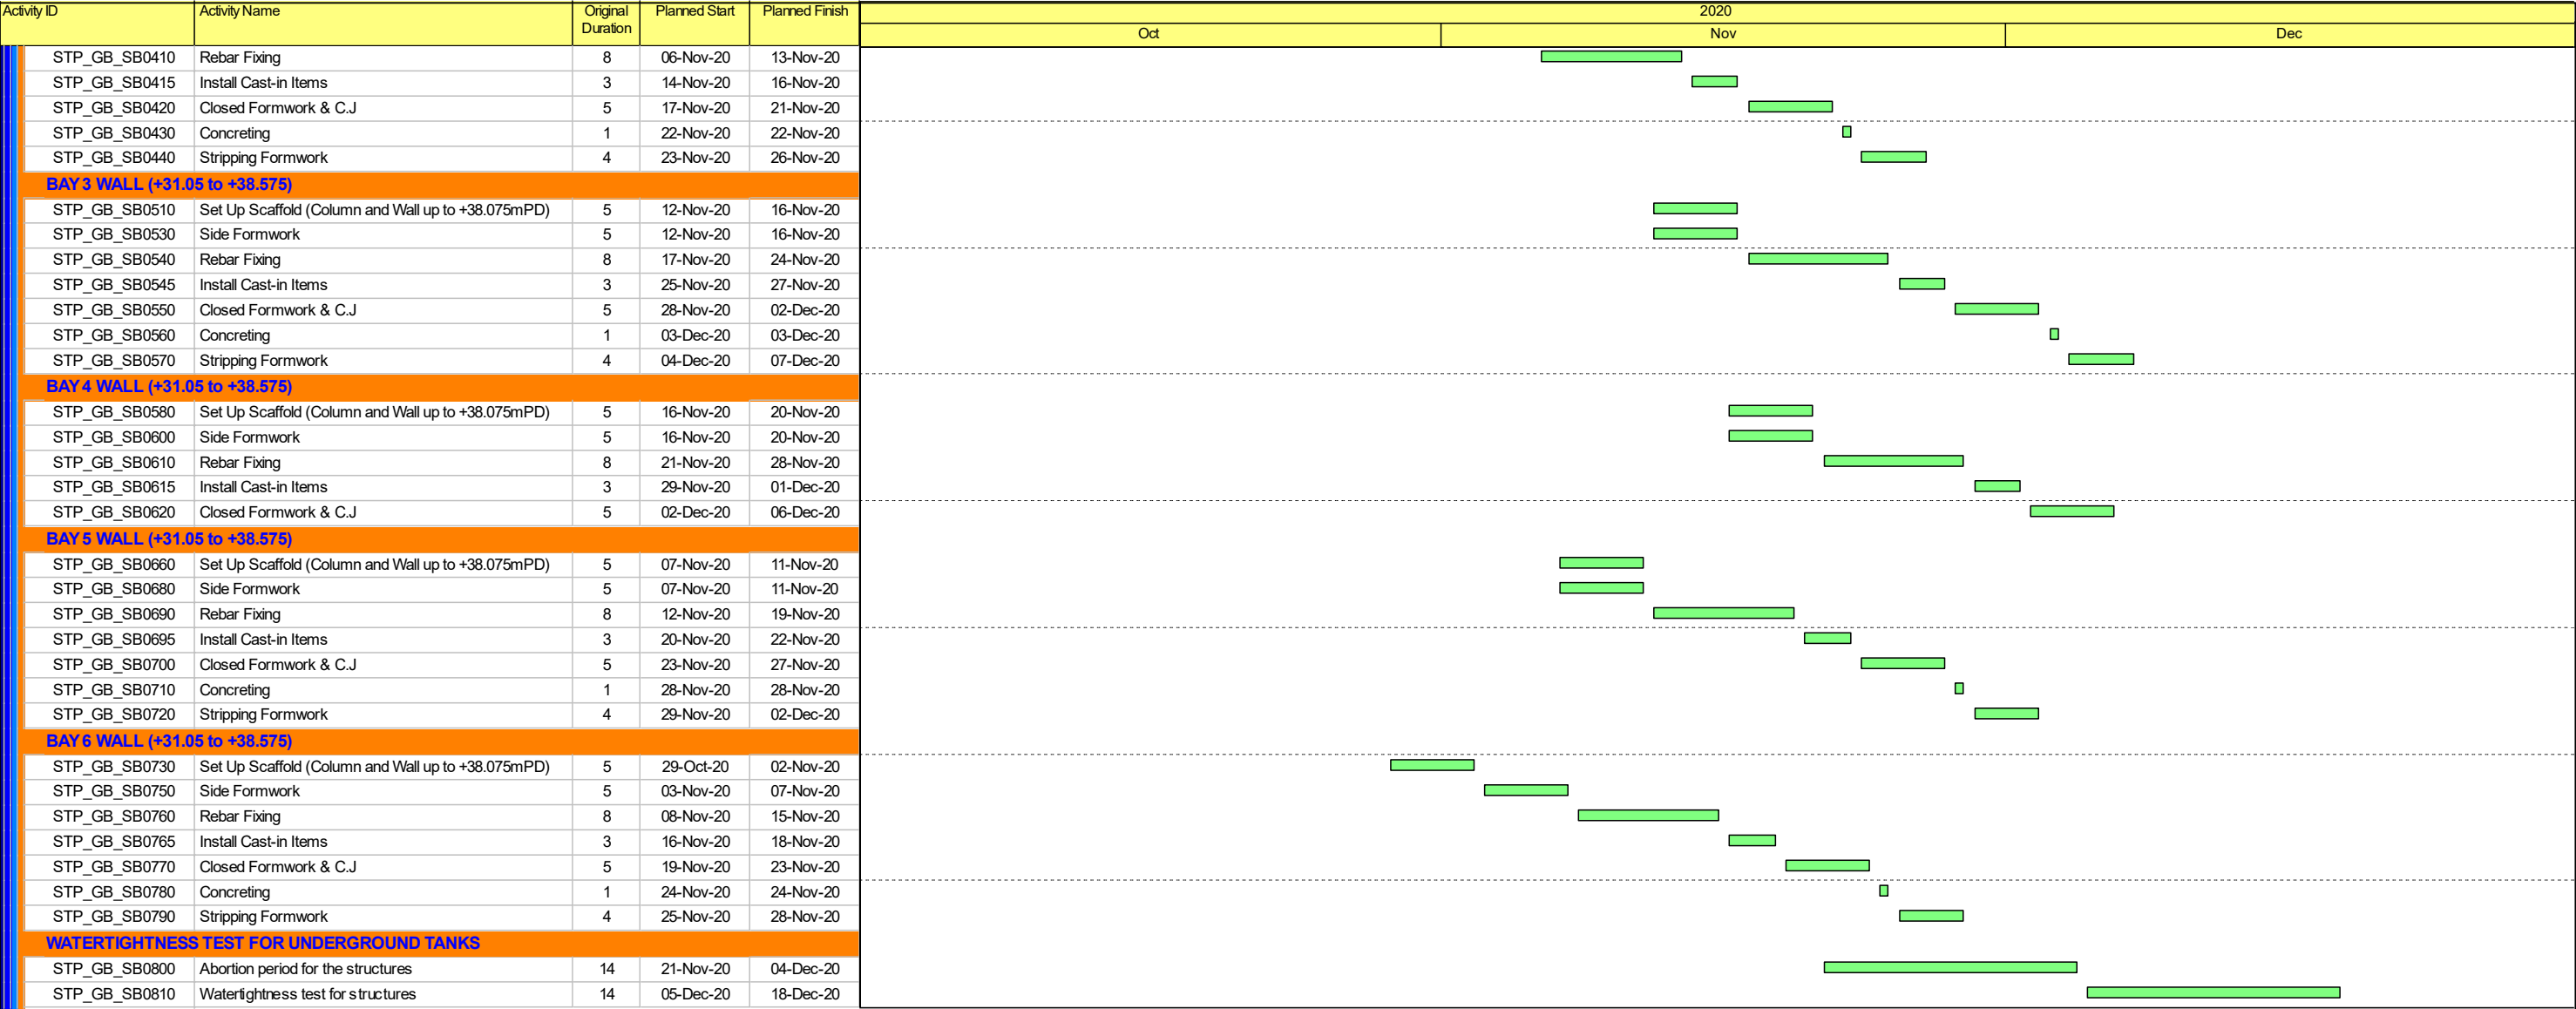 Activity ID Activity Name Original Duration Planned Start Planned Finish 2020
Oct Nov Dec
STP_GB_SB0410 Rebar Fixing 8 06-Nov-20 13-Nov-20
STP_GB_SB0415 Install Cast-in Items 3 14-Nov-20 16-Nov-20
STP_GB_SB0420 Closed Formwork & C.J 5 17-Nov-20 21-Nov-20
STP_GB_SB0430 Concreting 1 22-Nov-20 22-Nov-20
STP_GB_SB0440 Stripping Formwork 4 23-Nov-20 26-Nov-20
BAY 3 WALL (+31.05 to +38.575)
STP_GB_SB0510 Set Up Scaffold (Column and Wall up to +38.075mPD) 5 12-Nov-20 16-Nov-20
STP_GB_SB0530 Side Formwork 5 12-Nov-20 16-Nov-20
STP_GB_SB0540 Rebar Fixing 8 17-Nov-20 24-Nov-20
STP_GB_SB0545 Install Cast-in Items 3 25-Nov-20 27-Nov-20
STP_GB_SB0550 Closed Formwork & C.J 5 28-Nov-20 02-Dec-20
STP_GB_SB0560 Concreting 1 03-Dec-20 03-Dec-20
STP_GB_SB0570 Stripping Formwork 4 04-Dec-20 07-Dec-20
BAY 4 WALL (+31.05 to +38.575)
STP_GB_SB0580 Set Up Scaffold (Column and Wall up to +38.075mPD) 5 16-Nov-20 20-Nov-20
STP_GB_SB0600 Side Formwork 5 16-Nov-20 20-Nov-20
STP_GB_SB0610 Rebar Fixing 8 21-Nov-20 28-Nov-20
STP_GB_SB0615 Install Cast-in Items 3 29-Nov-20 01-Dec-20
STP_GB_SB0620 Closed Formwork & C.J 5 02-Dec-20 06-Dec-20
BAY 5 WALL (+31.05 to +38.575)
STP_GB_SB0660 Set Up Scaffold (Column and Wall up to +38.075mPD) 5 07-Nov-20 11-Nov-20
STP_GB_SB0680 Side Formwork 5 07-Nov-20 11-Nov-20
STP_GB_SB0690 Rebar Fixing 8 12-Nov-20 19-Nov-20
STP_GB_SB0695 Install Cast-in Items 3 20-Nov-20 22-Nov-20
STP_GB_SB0700 Closed Formwork & C.J 5 23-Nov-20 27-Nov-20
STP_GB_SB0710 Concreting 1 28-Nov-20 28-Nov-20
STP_GB_SB0720 Stripping Formwork 4 29-Nov-20 02-Dec-20
BAY 6 WALL (+31.05 to +38.575)
STP_GB_SB0730 Set Up Scaffold (Column and Wall up to +38.075mPD) 5 29-Oct-20 02-Nov-20
STP_GB_SB0750 Side Formwork 5 03-Nov-20 07-Nov-20
STP_GB_SB0760 Rebar Fixing 8 08-Nov-20 15-Nov-20
STP_GB_SB0765 Install Cast-in Items 3 16-Nov-20 18-Nov-20
STP_GB_SB0770 Closed Formwork & C.J 5 19-Nov-20 23-Nov-20
STP_GB_SB0780 Concreting 1 24-Nov-20 24-Nov-20
STP_GB_SB0790 Stripping Formwork 4 25-Nov-20 28-Nov-20
WATERTIGHTNESS TEST FOR UNDERGROUND TANKS
STP_GB_SB0800 Abortion period for the structures 14 21-Nov-20 04-Dec-20
STP_GB_SB0810 Watertightness test for structures 14 05-Dec-20 18-Dec-20